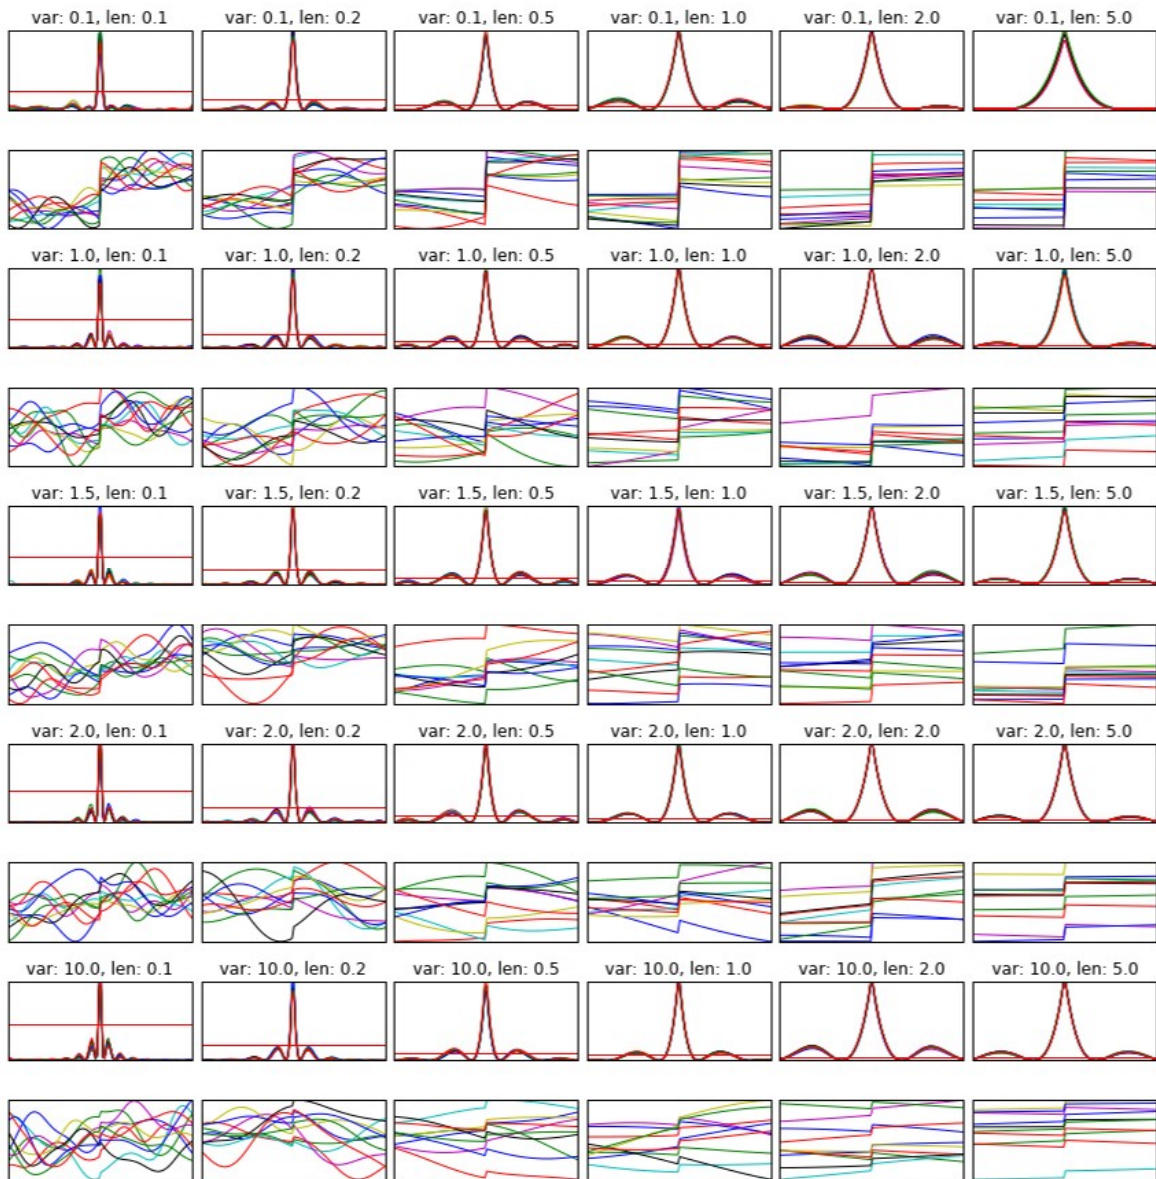 var: 0.1, len: 0.1 var: 0.1, len: 0.2 var: 0.1, len: 0.5 var: 0.1, len: 1.0 var: 0.1, len: 2.0 var: 0.1, len: 5.0
var: 1.0, len: 0.1 var: 1.0, len: 0.2 var: 1.0, len: 0.5 var: 1.0, len: 1.0 var: 1.0, len: 2.0 var: 1.0, len: 5.0
var: 1.5, len: 0.1 var: 1.5, len: 0.2 var: 1.5, len: 0.5 var: 1.5, len: 1.0 var: 1.5, len: 2.0 var: 1.5, len: 5.0
var: 2.0, len: 0.1 var: 2.0, len: 0.2 var: 2.0, len: 0.5 var: 2.0, len: 1.0 var: 2.0, len: 2.0 var: 2.0, len: 5.0
var: 10.0, len: 0.1 var: 10.0, len: 0.2 var: 10.0, len: 0.5 var: 10.0, len: 1.0 var: 10.0, len: 2.0 var: 10.0, len: 5.0